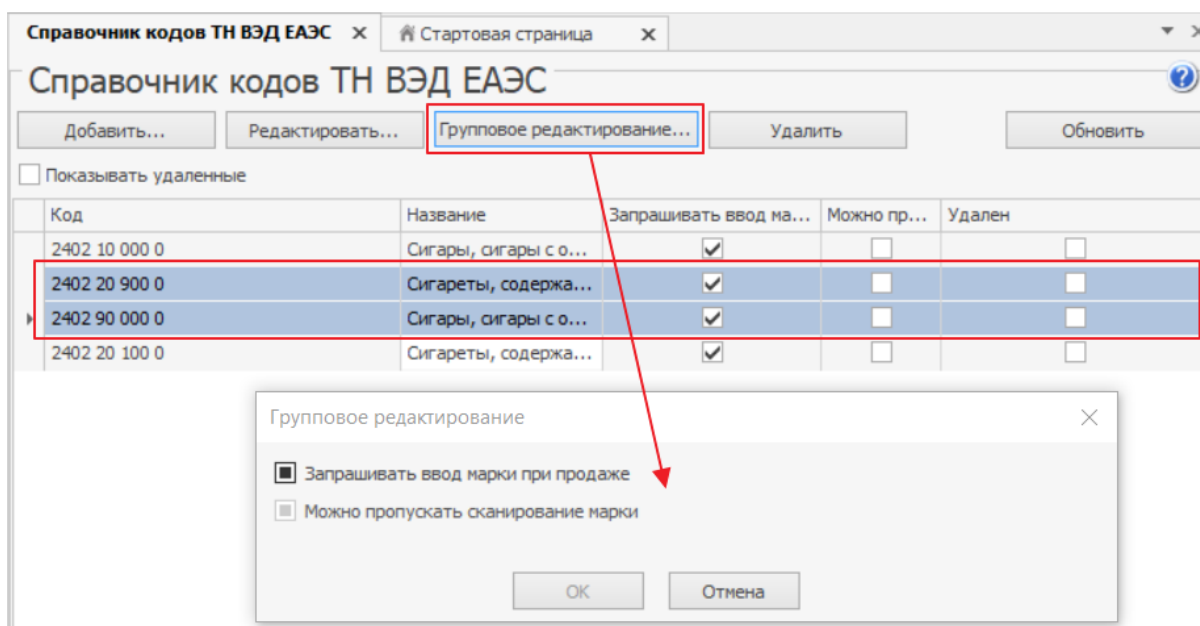 Справочник кодов ТН ВЭД ЕАЭС Стартовая страница
Справочник кодов ТН ВЭД ЕАЭС
Добавить... Редактировать... Групповое редактирование... Удалить Обновить
Показывать удаленные
Код Название Запрашивать ввод ма... Можно пр... Удален
2402 10 000 0 Сигары, сигары с о...
2402 20 900 0 Сигареты, содержа...
2402 90 000 0 Сигары, сигары с о...
2402 20 100 0 Сигареты, содержа...
Групповое редактирование
Запрашивать ввод марки при продаже
Можно пропускать сканирование марки
ОК Отмена